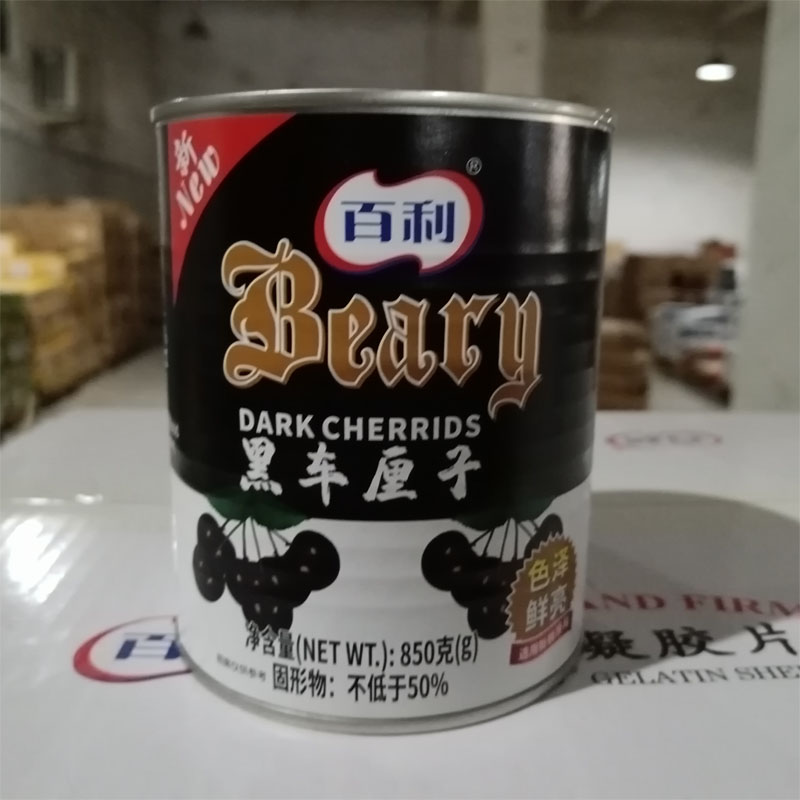 新
New
百利
®
Beary
DARK CHERRIDS
黑车厘子
色泽
鲜亮
净含量(NET WT.): 850克(g)
固形物: 不低于50%
百
AND FIRM
凝胶片
GELATIN SHE